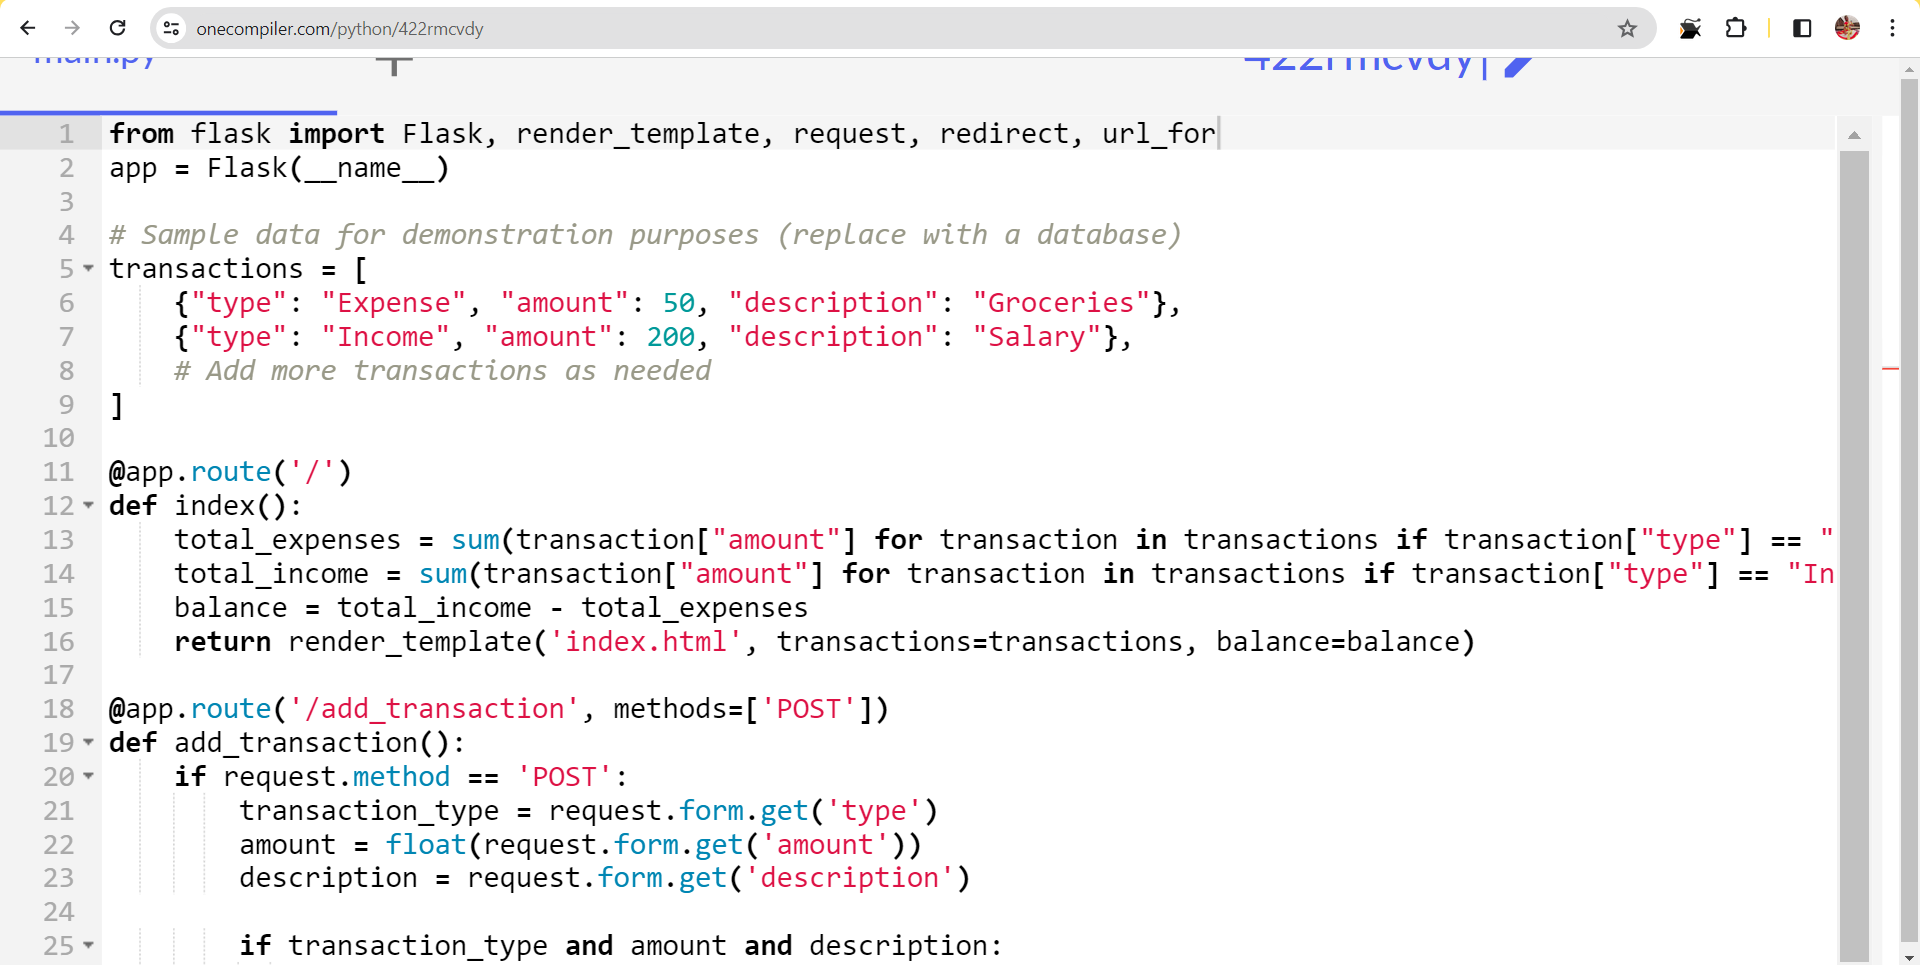 onecompiler.com/python/422rmcvdy
main.py
422rmcvdy
1 from flask import Flask, render_template, request, redirect, url_for
2 app = Flask(__name__)
3
4 # Sample data for demonstration purposes (replace with a database)
5 transactions = [
6     {"type": "Expense", "amount": 50, "description": "Groceries"},
7     {"type": "Income", "amount": 200, "description": "Salary"},
8     # Add more transactions as needed
9 ]
10
11 @app.route('/')
12 def index():
13     total_expenses = sum(transaction["amount"] for transaction in transactions if transaction["type"] == "
14     total_income = sum(transaction["amount"] for transaction in transactions if transaction["type"] == "In
15     balance = total_income - total_expenses
16     return render_template('index.html', transactions=transactions, balance=balance)
17
18 @app.route('/add_transaction', methods=['POST'])
19 def add_transaction():
20     if request.method == 'POST':
21         transaction_type = request.form.get('type')
22         amount = float(request.form.get('amount'))
23         description = request.form.get('description')
24
25         if transaction_type and amount and description: